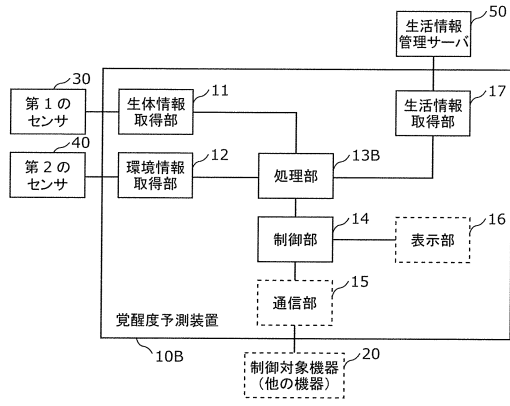 50
生活情報
管理サーバ
30
第1の
センサ
11
生体情報
取得部
17
生活情報
取得部
40
第2の
センサ
12
環境情報
取得部
13B
処理部
14
制御部
16
表示部
15
通信部
覚醒度予測装置
10B
20
制御対象機器
(他の機器)